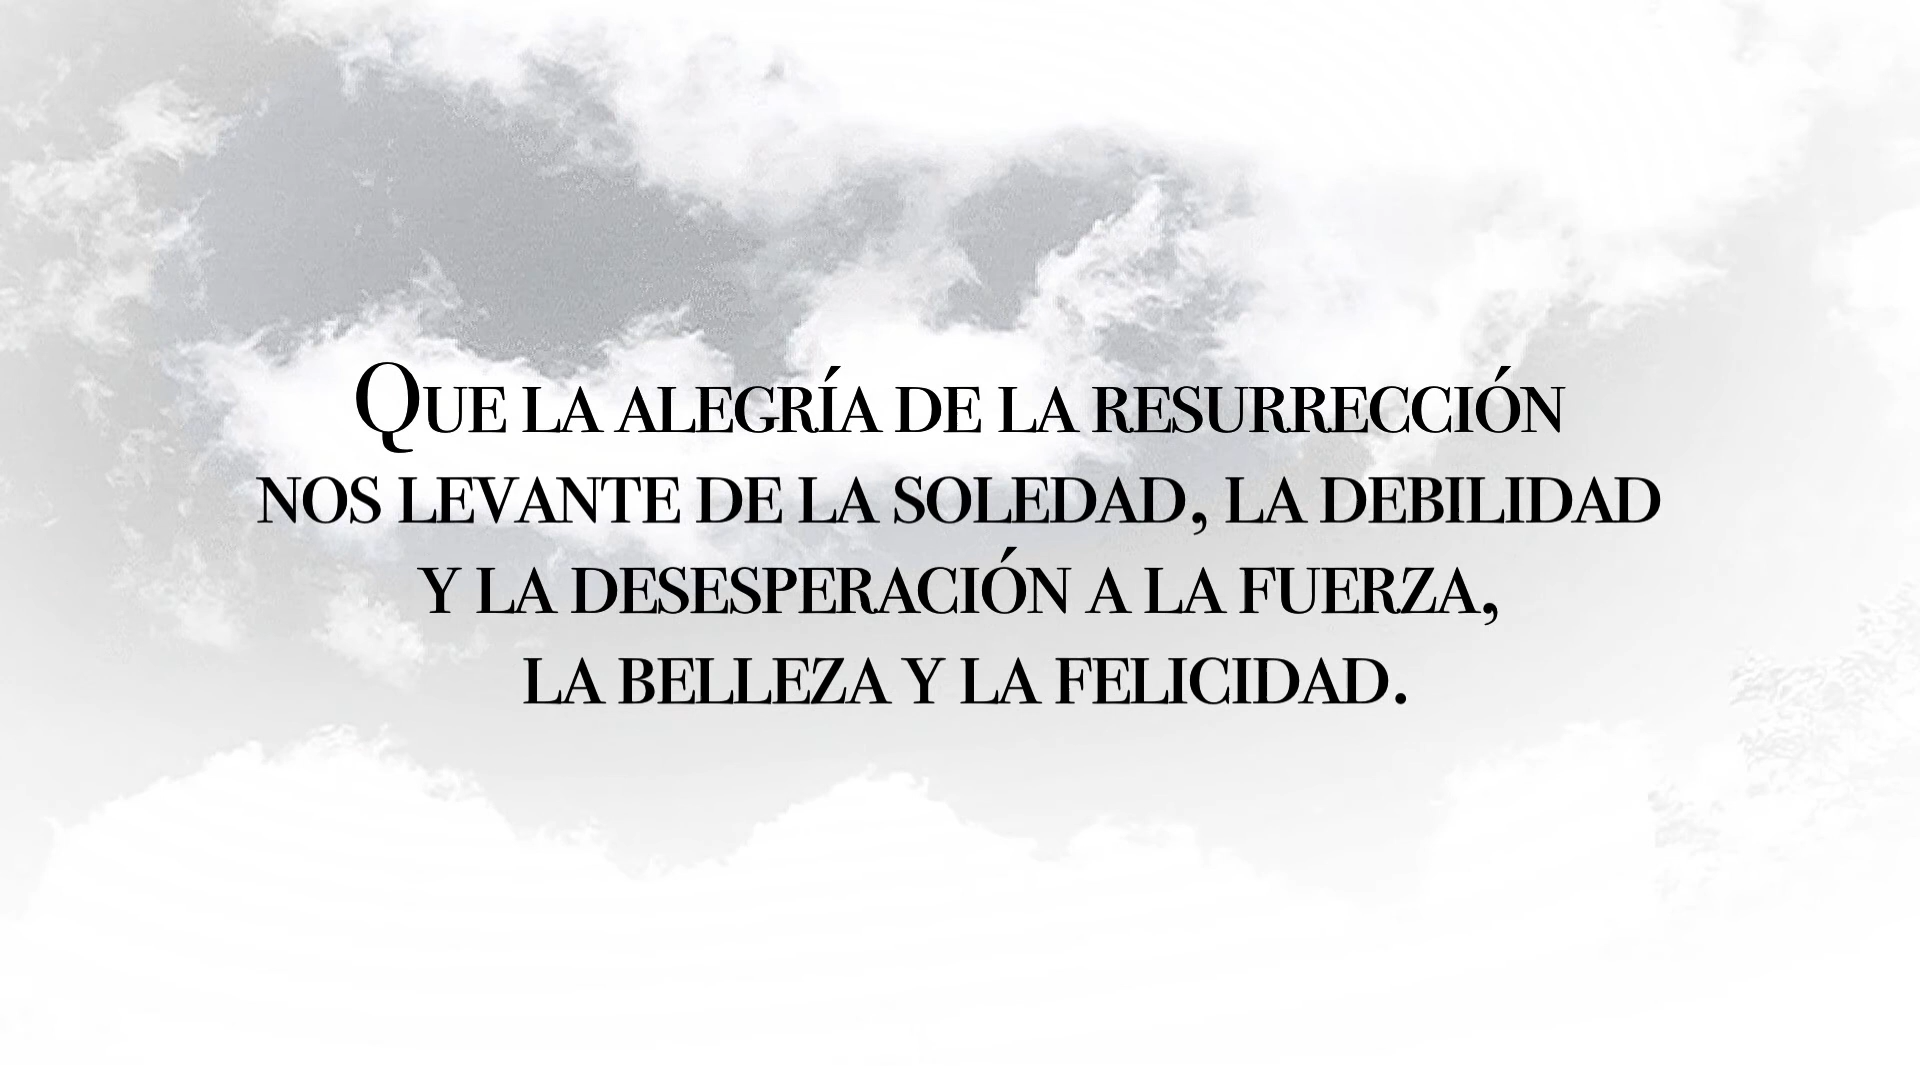 Que la alegría de la resurrección
nos levante de la soledad, la debilidad
y la desesperación a la fuerza,
la belleza y la felicidad.